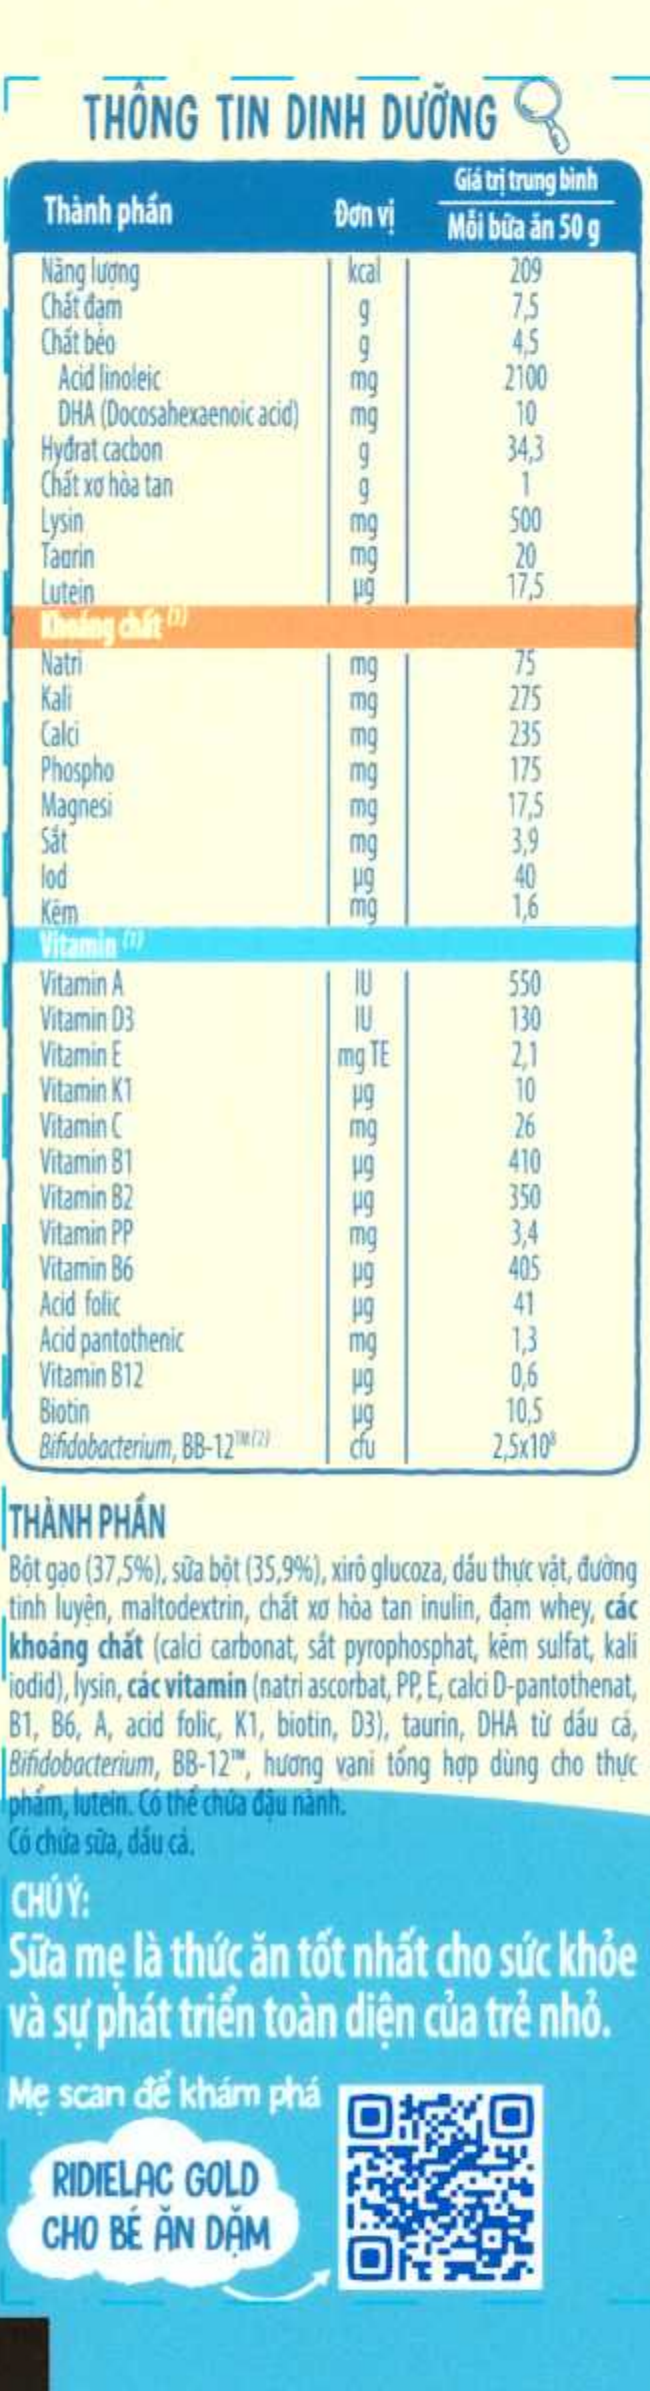 THÔNG TIN DINH DƯỠNG
Thành phần Đơn vị Giá trị trung bình
Mỗi bữa ăn 50 g
Năng lượng kcal 209
Chất đạm g 7,5
Chất béo g 4,5
Acid linoleic mg 2100
DHA (Docosahexaenoic acid) mg 10
Hyđrat cacbon g 34,3
Chất xơ hòa tan g 1
Lysin mg 500
Taurin mg 20
Lutein µg 17,5
Khoáng chất (1)
Natri mg 75
Kali mg 275
Calci mg 235
Phospho mg 175
Magnesi mg 17,5
Sắt mg 3,9
Iod µg 40
Kẽm mg 1,6
Vitamin (1)
Vitamin A IU 550
Vitamin D3 IU 130
Vitamin E mg TE 2,1
Vitamin K1 µg 10
Vitamin C mg 26
Vitamin B1 µg 410
Vitamin B2 µg 350
Vitamin PP mg 3,4
Vitamin B6 µg 405
Acid folic µg 41
Acid pantothenic mg 1,3
Vitamin B12 µg 0,6
Biotin µg 10,5
Bifidobacterium, BB-12™(2) cfu 2,5x10⁸
THÀNH PHẦN
Bột gạo (37,5%), sữa bột (35,9%), xirô glucoza, dầu thực vật, đường
tinh luyện, maltodextrin, chất xơ hòa tan inulin, đạm whey, các
khoáng chất (calci carbonat, sắt pyrophosphat, kẽm sulfat, kali
iodid), lysin, các vitamin (natri ascorbat, PP, E, calci D-pantothenat,
B1, B6, A, acid folic, K1, biotin, D3), taurin, DHA từ dầu cá,
Bifidobacterium, BB-12™, hương vani tổng hợp dùng cho thực
phẩm, lutein. Có thể chứa đậu nành.
Có chứa sữa, dầu cá.
CHÚ Ý:
Sữa mẹ là thức ăn tốt nhất cho sức khỏe
và sự phát triển toàn diện của trẻ nhỏ.
Mẹ scan để khám phá
RIDIELAC GOLD
CHO BÉ ĂN DẶM